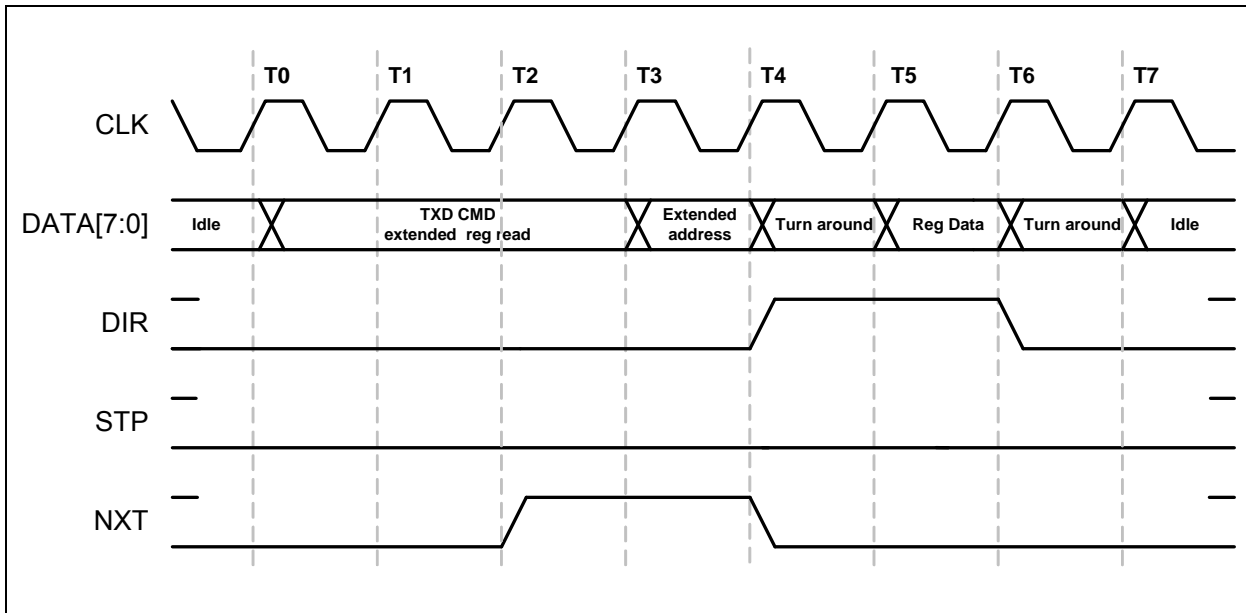 T0 T1 T2 T3 T4 T5 T6 T7
CLK
DATA[7:0]
Idle
TXD CMD
extended reg read
Extended
address
Turn around
Reg Data
Turn around
Idle
DIR
STP
NXT